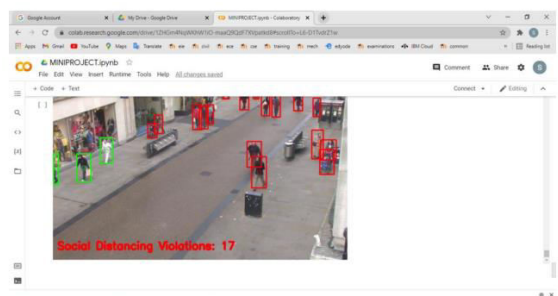 Google Account
My Drive - Google Drive
MINIPROJECT.ipynb - Colaboratory
Apps
Gmail
YouTube
Maps
Translate
training
IBM Cloud
Reading list
MINIPROJECT.ipynb
Comment
Share
File Edit View Insert Runtime Tools Help All changes saved
+ Code + Text
Connect
Editing
[ ]
Social Distancing Violations: 17